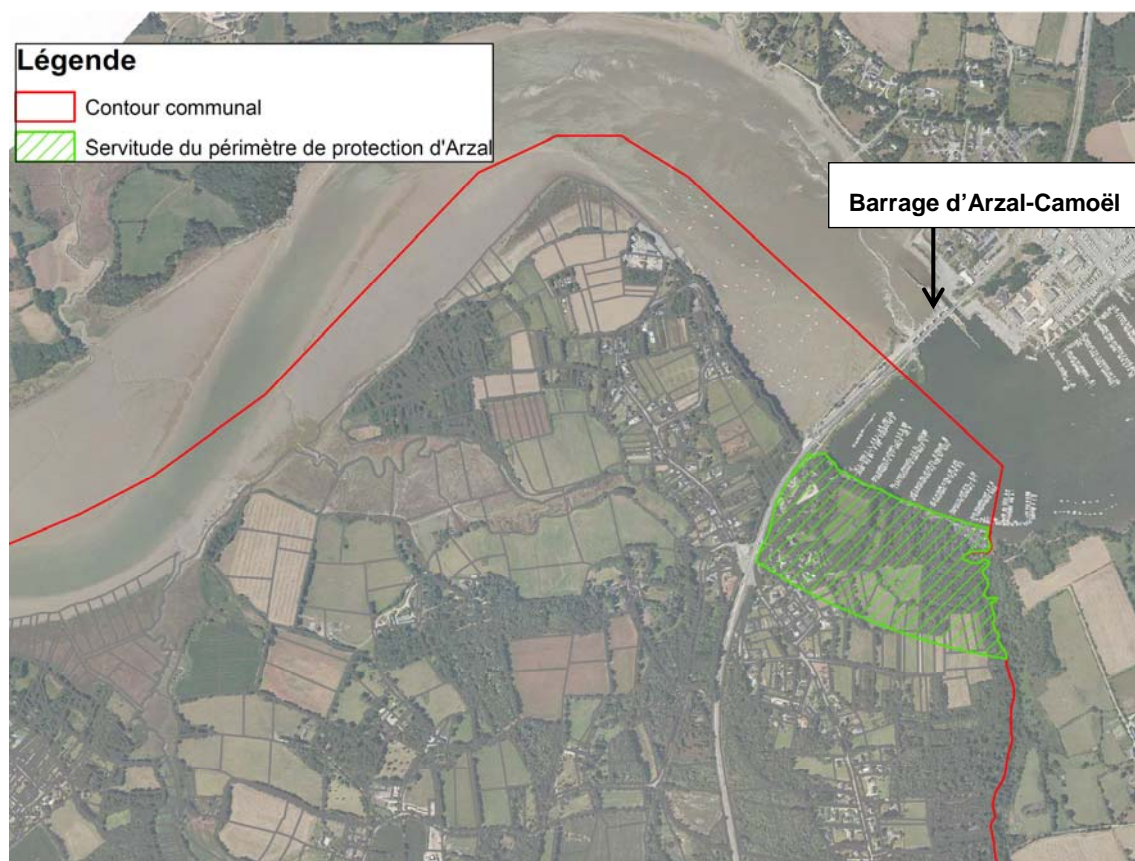 Légende
Contour communal
Servitude du périmètre de protection d'Arzal
Barrage d’Arzal-Camoël